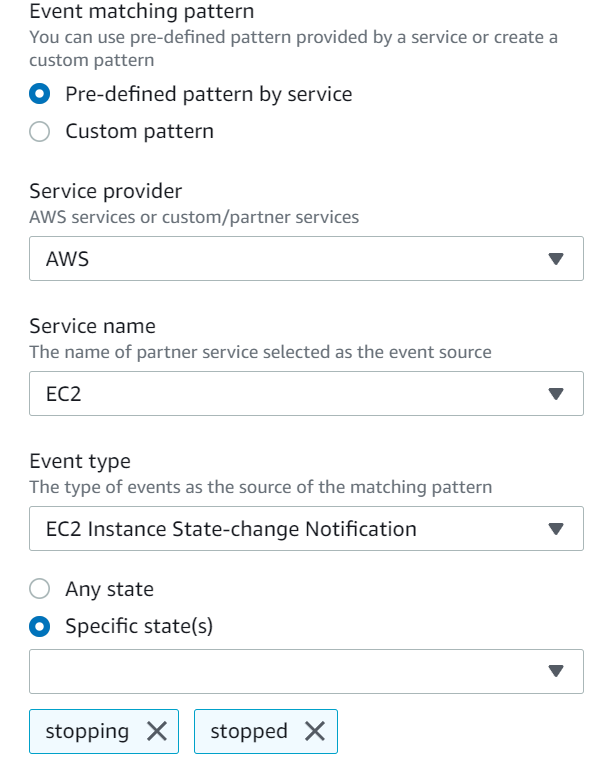 Event matching pattern
You can use pre-defined pattern provided by a service or create a
custom pattern
Pre-defined pattern by service
Custom pattern
Service provider
AWS services or custom/partner services
AWS
Service name
The name of partner service selected as the event source
EC2
Event type
The type of events as the source of the matching pattern
EC2 Instance State-change Notification
Any state
Specific state(s)
stopping stopped